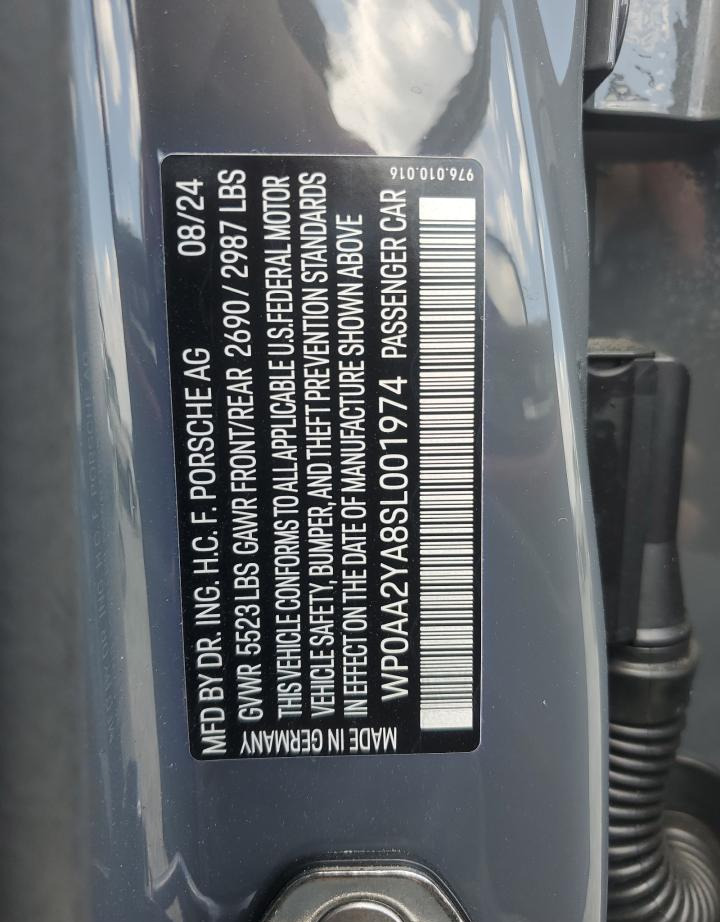 MFD BY DR. ING. H.C. F. PORSCHE AG 08/24
GVWR 5523 LBS GAWR FRONT/REAR 2690 / 2987 LBS
THIS VEHICLE CONFORMS TO ALL APPLICABLE U.S.FEDERAL MOTOR
VEHICLE SAFETY, BUMPER, AND THEFT PREVENTION STANDARDS
IN EFFECT ON THE DATE OF MANUFACTURE SHOWN ABOVE
WP0AA2YA8SL001974 PASSENGER CAR
MADE IN GERMANY
976.010.016